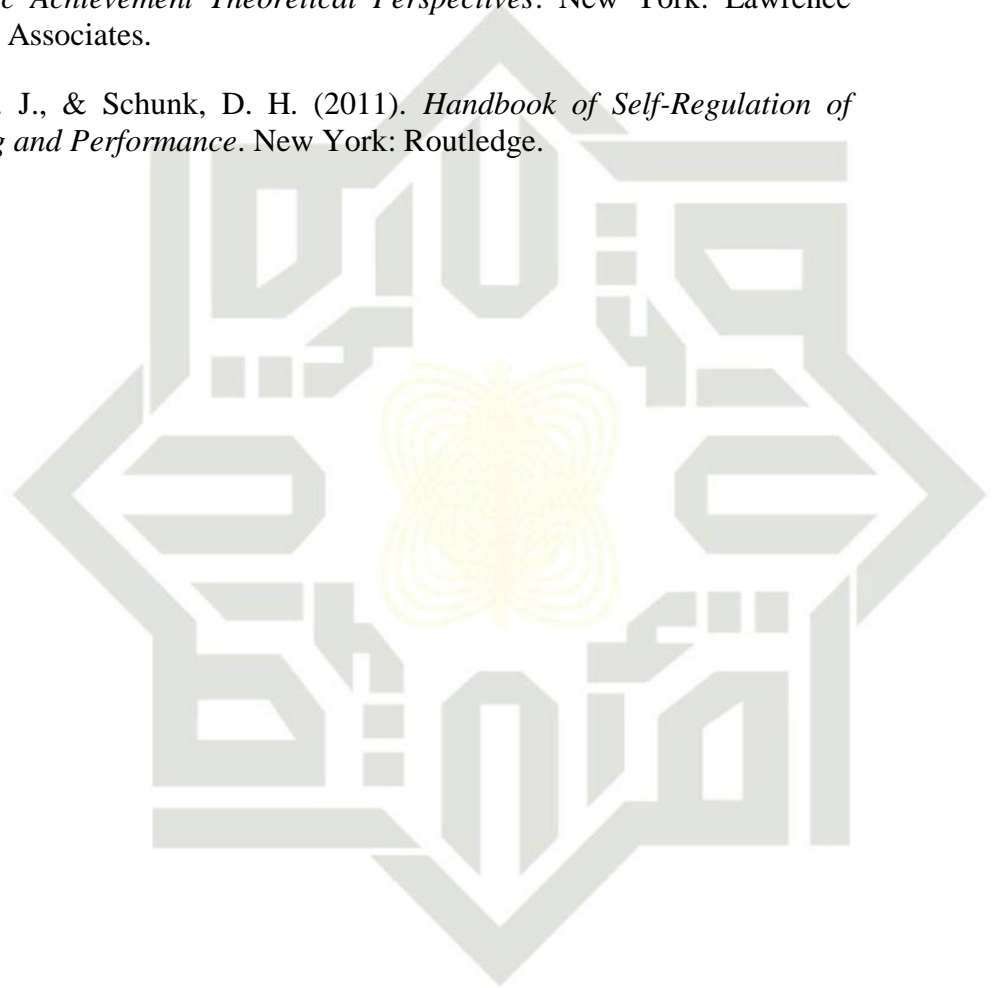 c Achievement Theoretical Perspectives. New York: Lawrence
Associates.
. J., & Schunk, D. H. (2011). Handbook of Self-Regulation of
g and Performance. New York: Routledge.